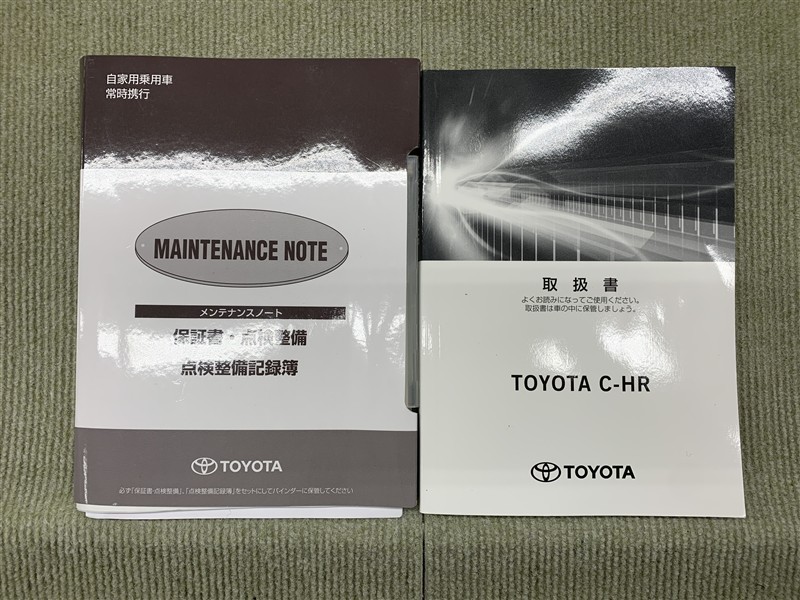 自家用乗用車
常時携行
MAINTENANCE NOTE
メンテナンスノート
保証書・点検整備
点検整備記録簿
TOYOTA
必ず「保証書・点検整備」、「点検整備記録簿」をセットにしてバインダーに保管してください
取扱書
よくお読みになってご使用ください。
取扱書は車の中に保管しましょう。
TOYOTA C-HR
TOYOTA